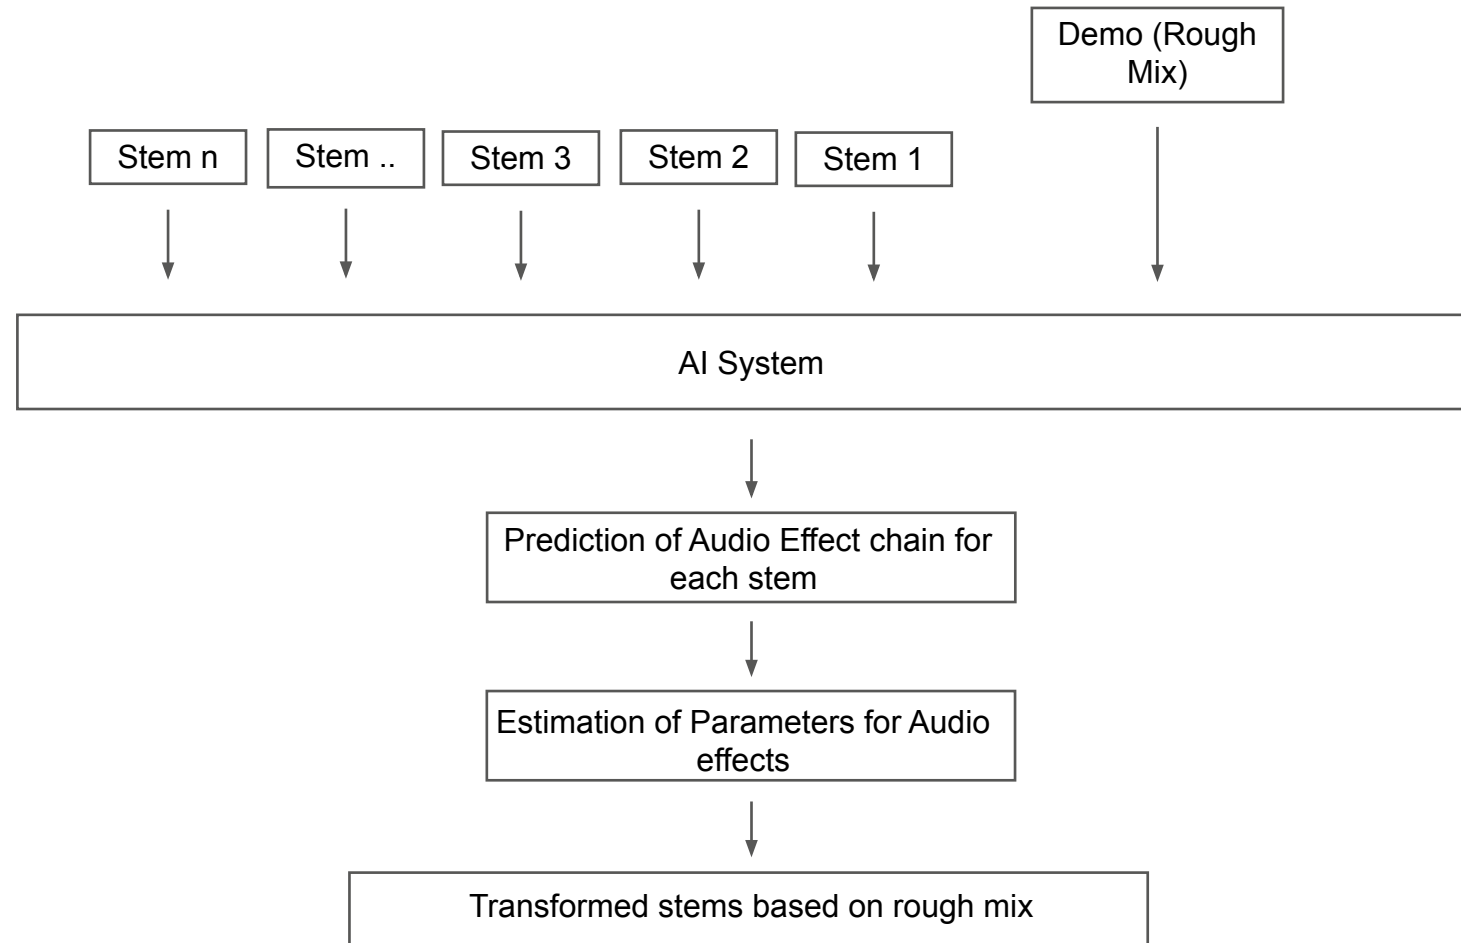 Demo (Rough
Mix)
Stem n
Stem ..
Stem 3
Stem 2
Stem 1
AI System
Prediction of Audio Effect chain for
each stem
Estimation of Parameters for Audio
effects
Transformed stems based on rough mix